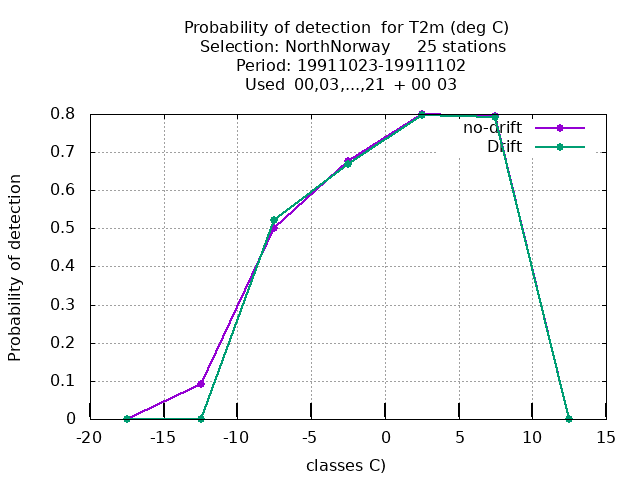 Probability of detection  for T2m (deg C)
Selection: NorthNorway     25 stations
Period: 19911023-19911102
Used  00,03,...,21  + 00 03
Probability of detection
0.8
0.7
0.6
0.5
0.4
0.3
0.2
0.1
0
no-drift
Drift
-20 -15 -10 -5 0 5 10 15
classes C)